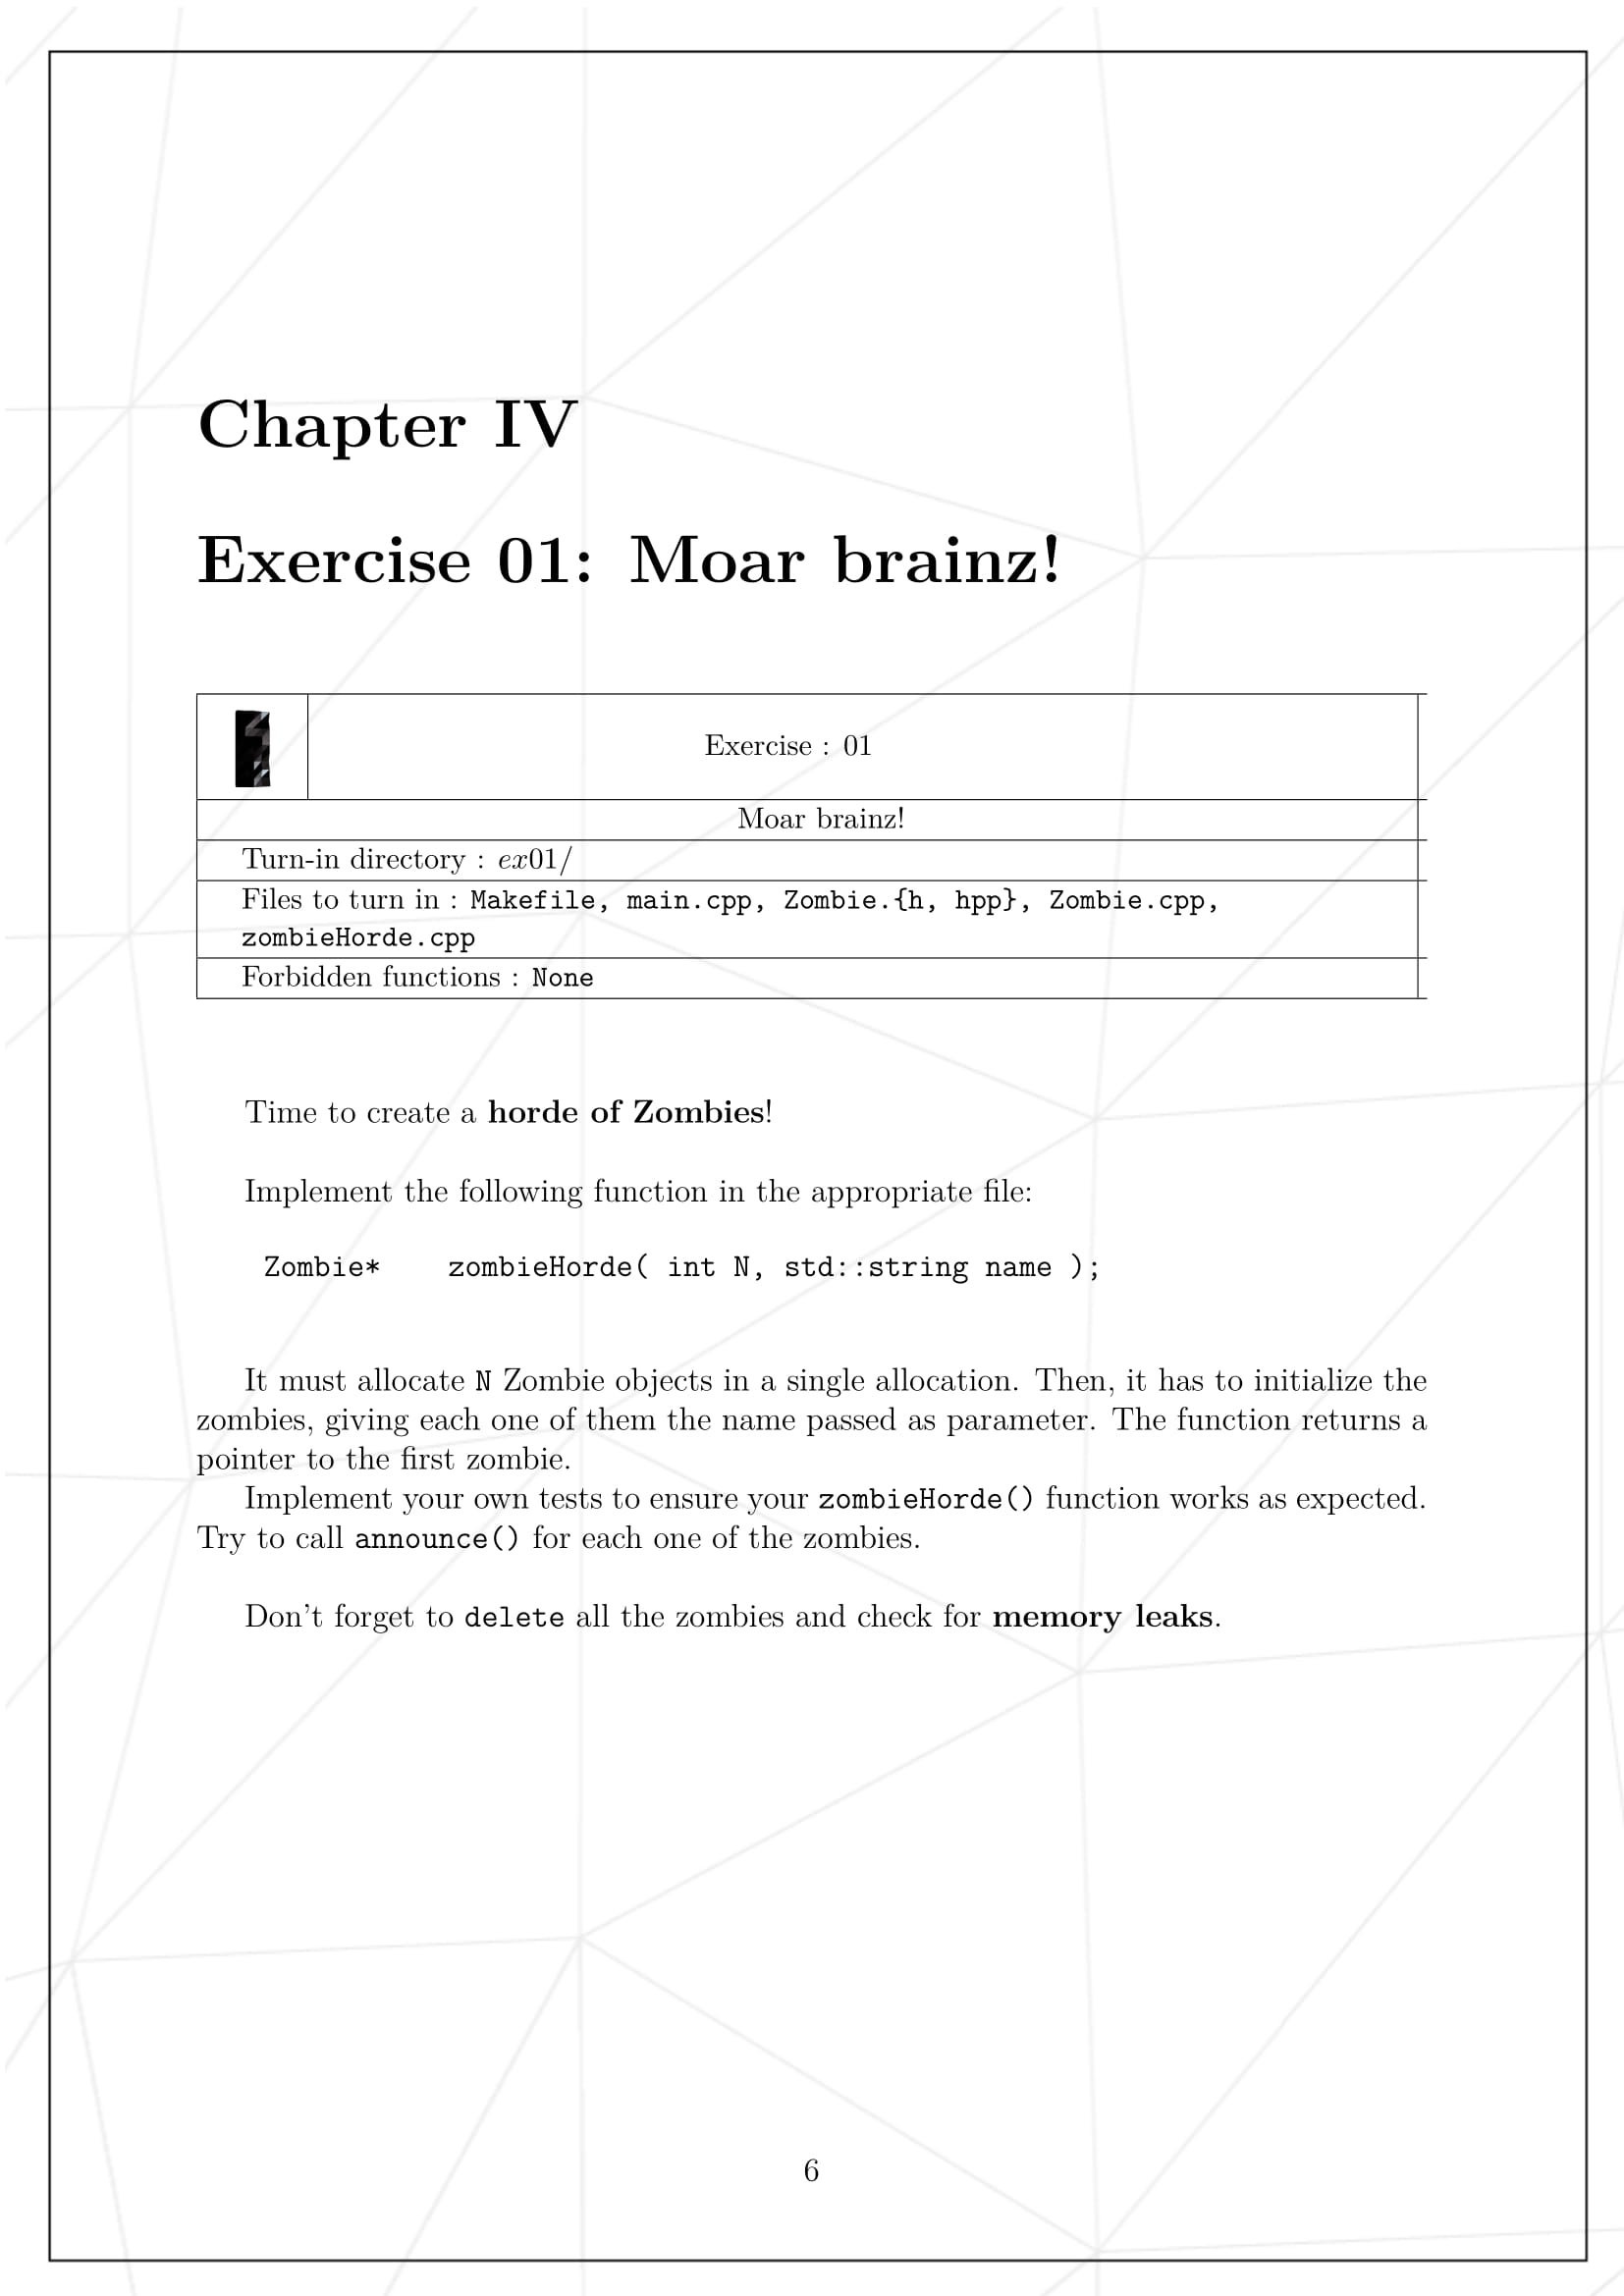 Chapter IV
Exercise 01: Moar brainz!
Exercise : 01
Moar brainz!
Turn-in directory : ex01/
Files to turn in : Makefile, main.cpp, Zombie.{h, hpp}, Zombie.cpp,
zombieHorde.cpp
Forbidden functions : None
Time to create a horde of Zombies!
Implement the following function in the appropriate file:
Zombie* zombieHorde( int N, std::string name );
It must allocate N Zombie objects in a single allocation. Then, it has to initialize the
zombies, giving each one of them the name passed as parameter. The function returns a
pointer to the first zombie.
Implement your own tests to ensure your zombieHorde() function works as expected.
Try to call announce() for each one of the zombies.
Don't forget to delete all the zombies and check for memory leaks.
6